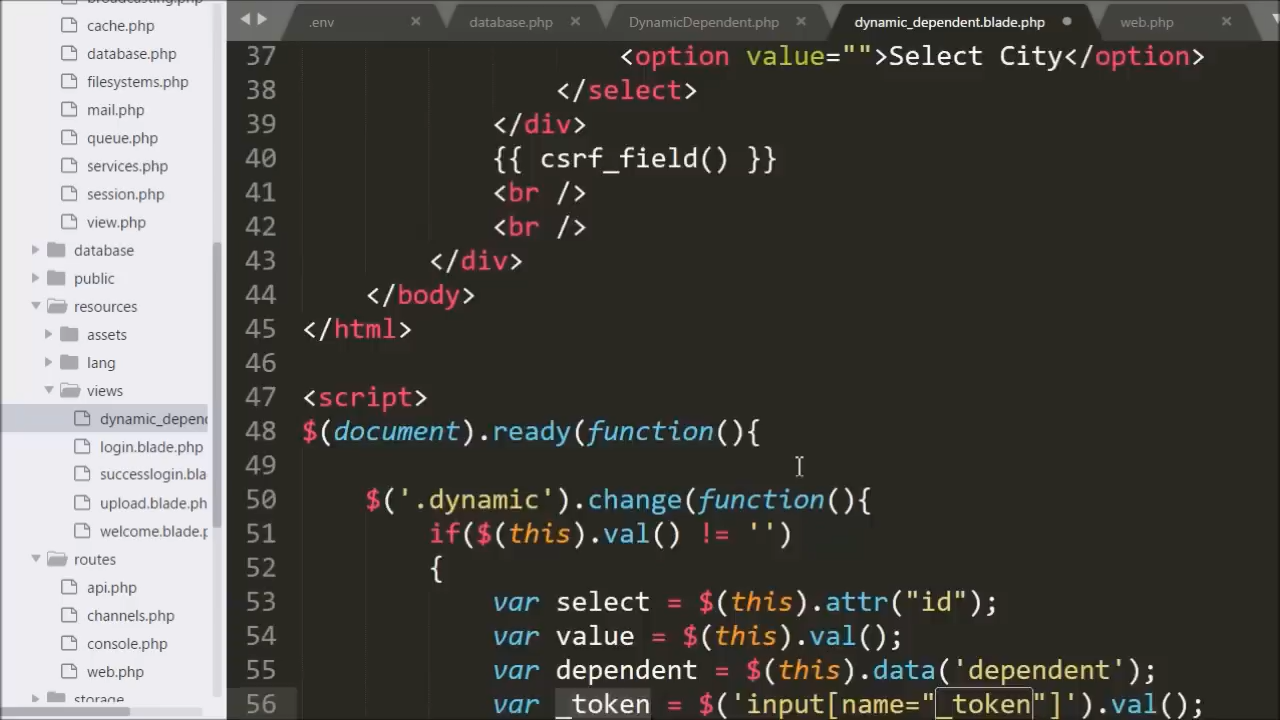 .env
database.php
DynamicDependent.php
dynamic_dependent.blade.php
web.php
cache.php
database.php
filesystems.php
mail.php
queue.php
services.php
session.php
view.php
database
public
resources
assets
lang
views
dynamic_depend
login.blade.php
successlogin.bla
upload.blade.ph
welcome.blade.p
routes
api.php
channels.php
console.php
web.php
storage
37 <option value="">Select City</option>
38 </select>
39 </div>
40 {{ csrf_field() }}
41 <br />
42 <br />
43 </div>
44 </body>
45 </html>
46
47 <script>
48 $(document).ready(function(){
49
50 $('.dynamic').change(function(){
51 if($(this).val() != '')
52 {
53 var select = $(this).attr("id");
54 var value = $(this).val();
55 var dependent = $(this).data('dependent');
56 var _token = $('input[name="_token"]').val();